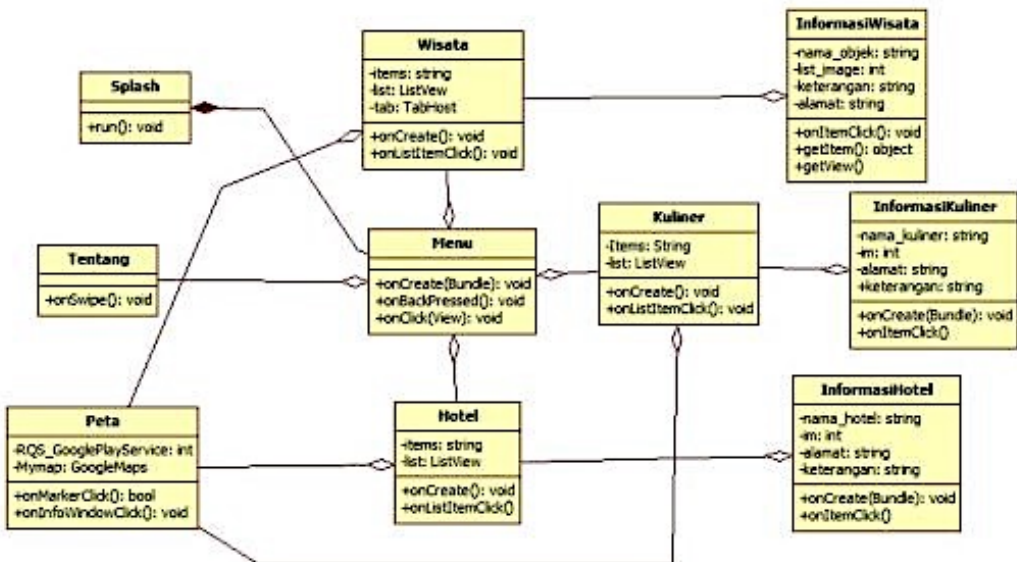 Wisata
-items: string
-list: ListView
-tab: TabHost
+onCreate(): void
+onListItemClick(): void
InformasiWisata
-nama_objek: string
-list_image: int
-keterangan: string
-alamat: string
+onItemClick(): void
+getItem(): object
+getView()
Splash
+run(): void
Tentang
+onSwipe(): void
Menu
+onCreate(Bundle): void
+onBackPressed(): void
+onClick(View): void
Kuliner
-Items: String
-list: ListView
+onCreate(): void
+onListItemClick(): void
InformasiKuliner
-nama_kuliner: string
-im: int
-alamat: string
+keterangan: string
+onCreate(Bundle): void
+onItemClick()
Peta
-RQS_GooglePlayService: int
-Mymap: GoogleMaps
+onMarkerClick(): bool
+onInfoWindowClick(): void
Hotel
-items: string
-list: ListView
+onCreate(): void
+onListItemClick()
InformasiHotel
-nama_hotel: string
-im: int
-alamat: string
-keterangan: string
+onCreate(Bundle): void
+onItemClick()